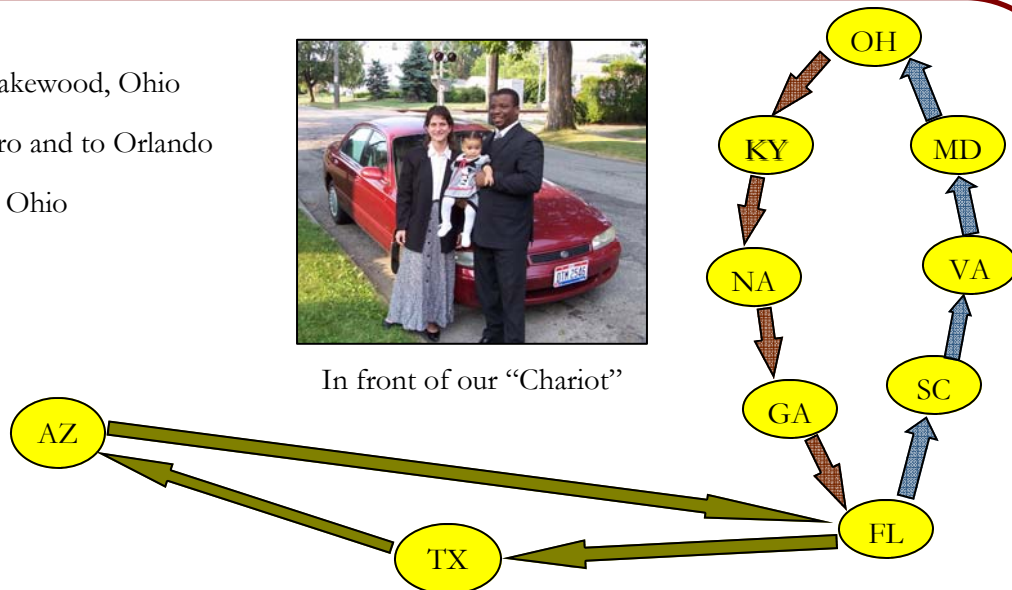 akewood, Ohio
ro and to Orlando
Ohio
In front of our “Chariot”
OH
KY
MD
NA
VA
GA
SC
AZ
FL
TX